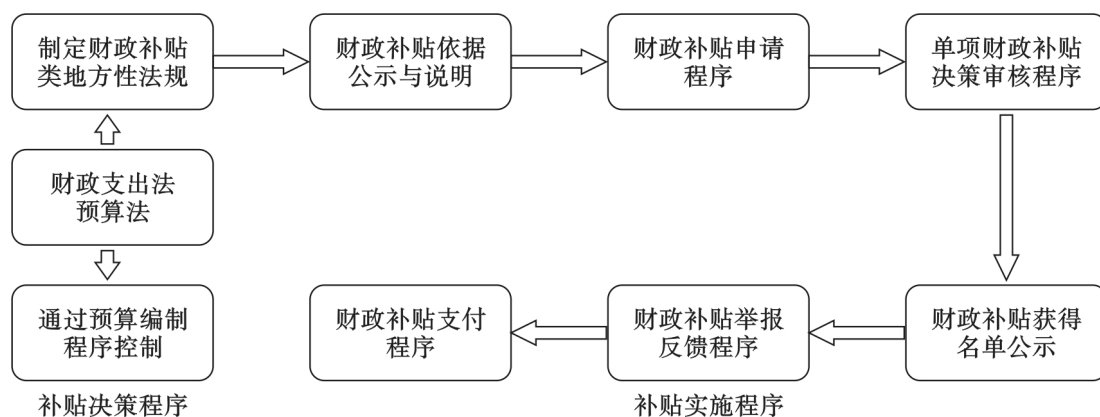 制定财政补贴
类地方性法规
财政补贴依据
公示与说明
财政补贴申请
程序
单项财政补贴
决策审核程序
财政支出法
预算法
通过预算编制
程序控制
财政补贴支付
程序
财政补贴举报
反馈程序
财政补贴获得
名单公示
补贴决策程序
补贴实施程序